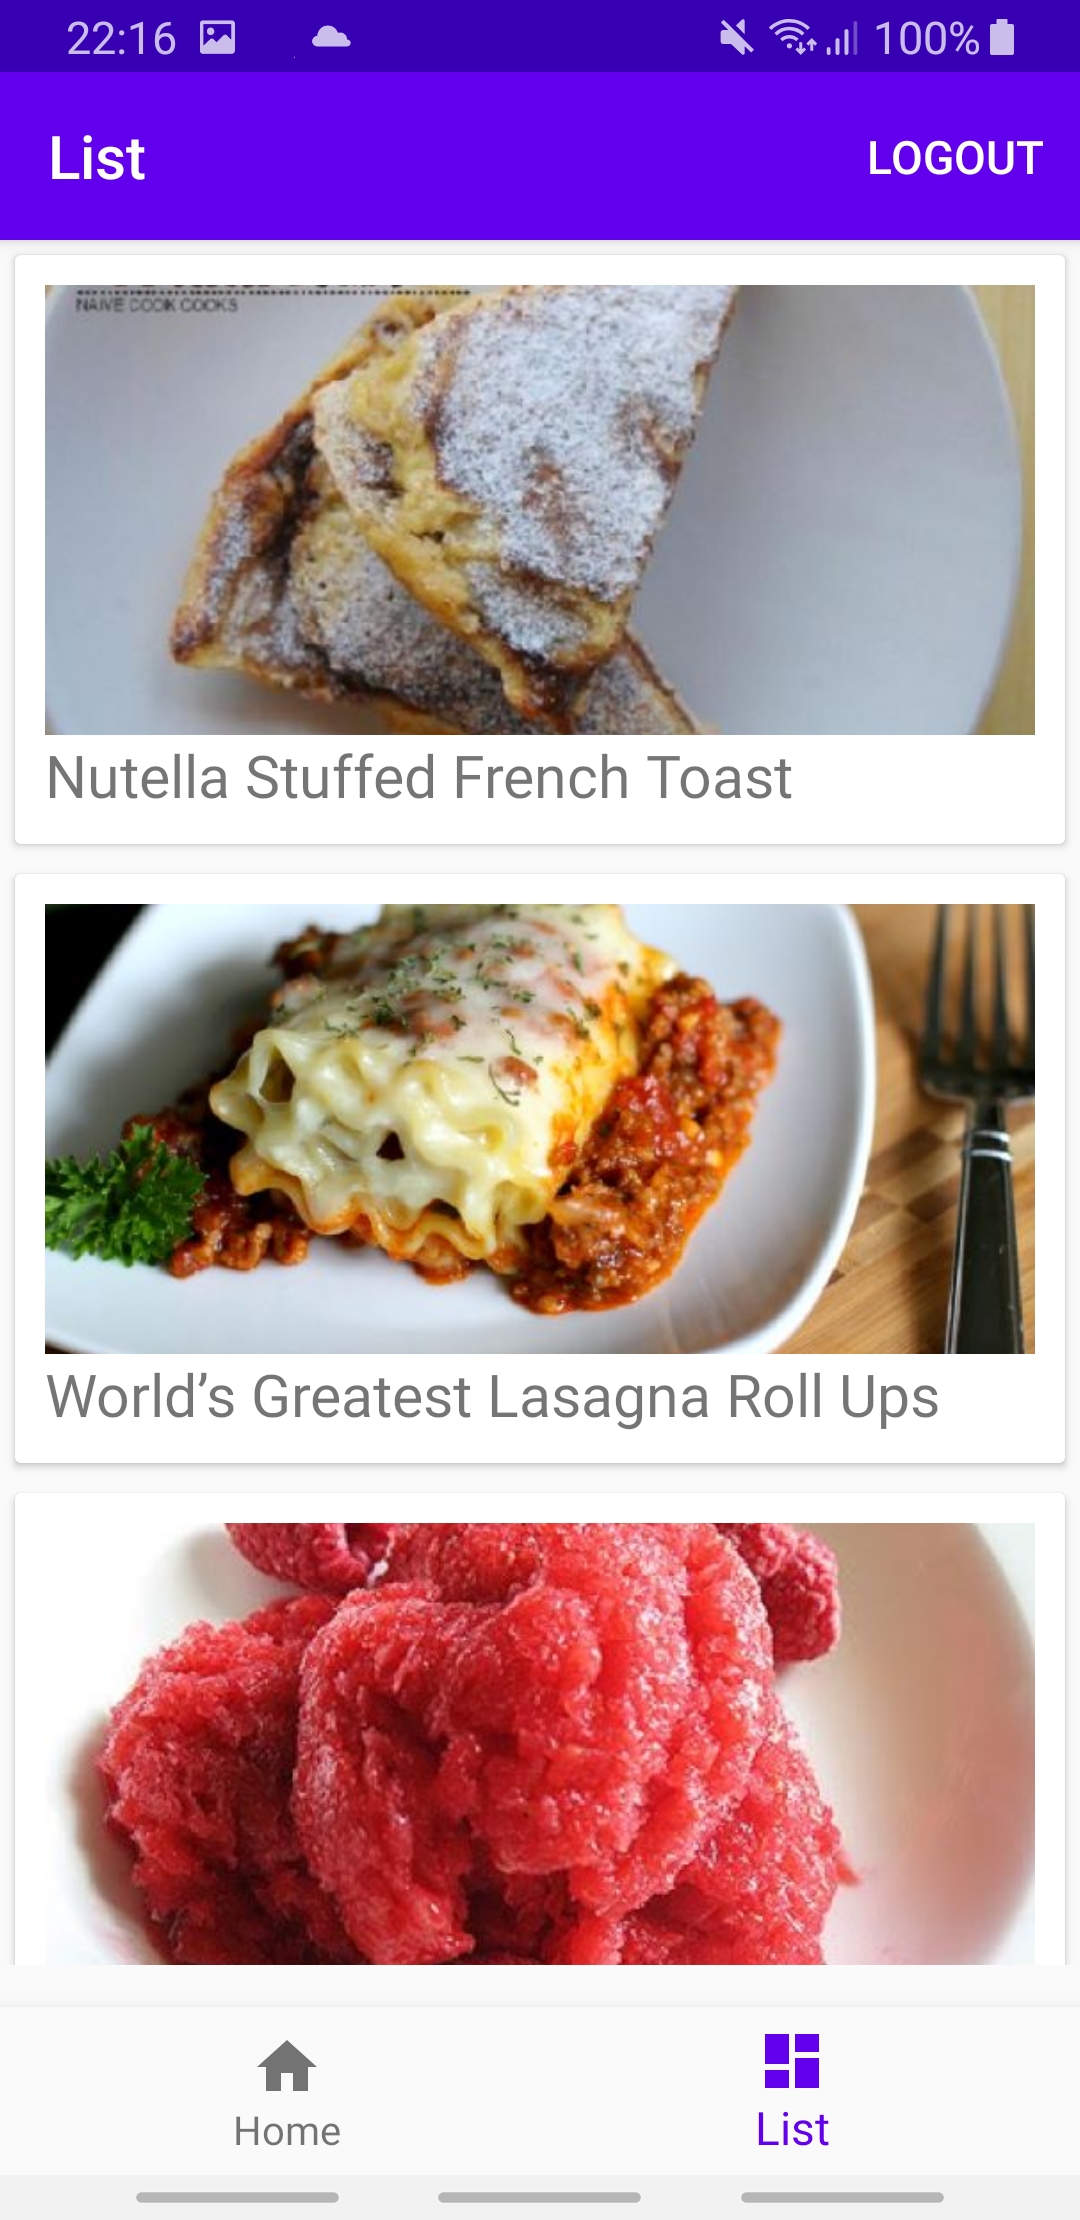 22:16 100%
List LOGOUT
NAIVE COOK COOKS
Nutella Stuffed French Toast
World’s Greatest Lasagna Roll Ups
Home List